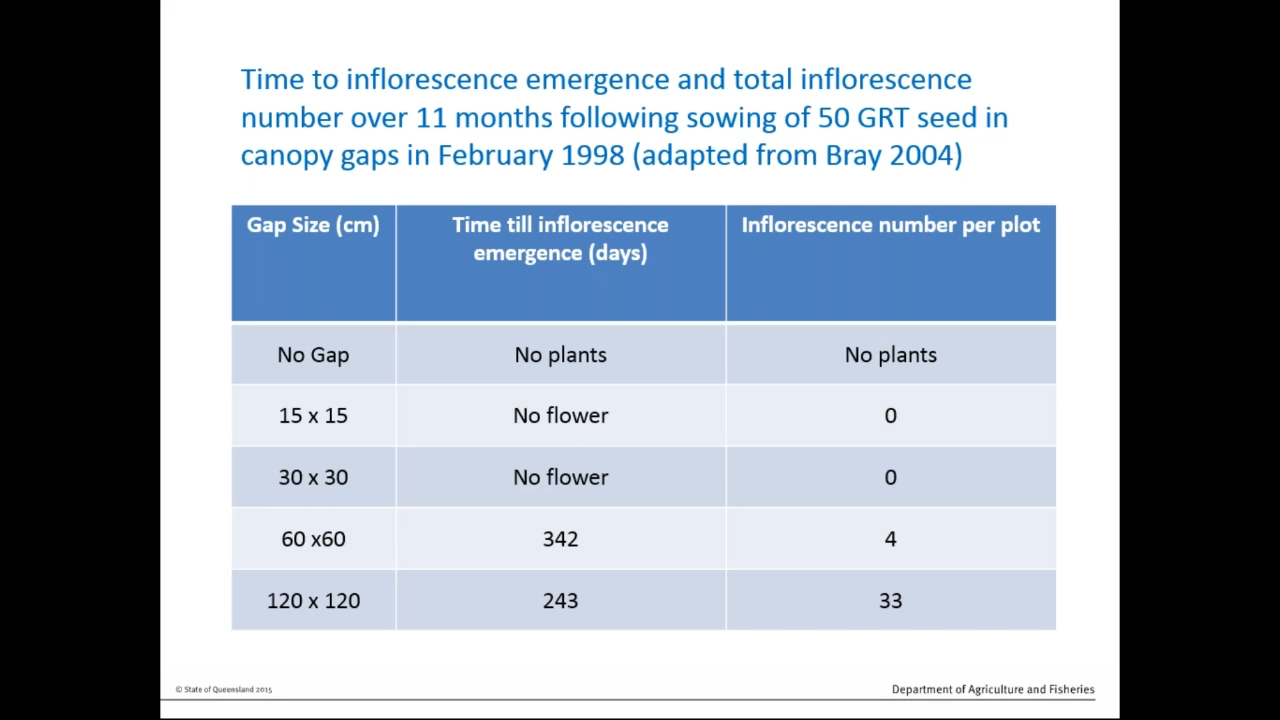 Time to inflorescence emergence and total inflorescence
number over 11 months following sowing of 50 GRT seed in
canopy gaps in February 1998 (adapted from Bray 2004)
Gap Size (cm) Time till inflorescence emergence (days) Inflorescence number per plot
No Gap No plants No plants
15 x 15 No flower 0
30 x 30 No flower 0
60 x60 342 4
120 x 120 243 33
© State of Queensland 2015
Department of Agriculture and Fisheries